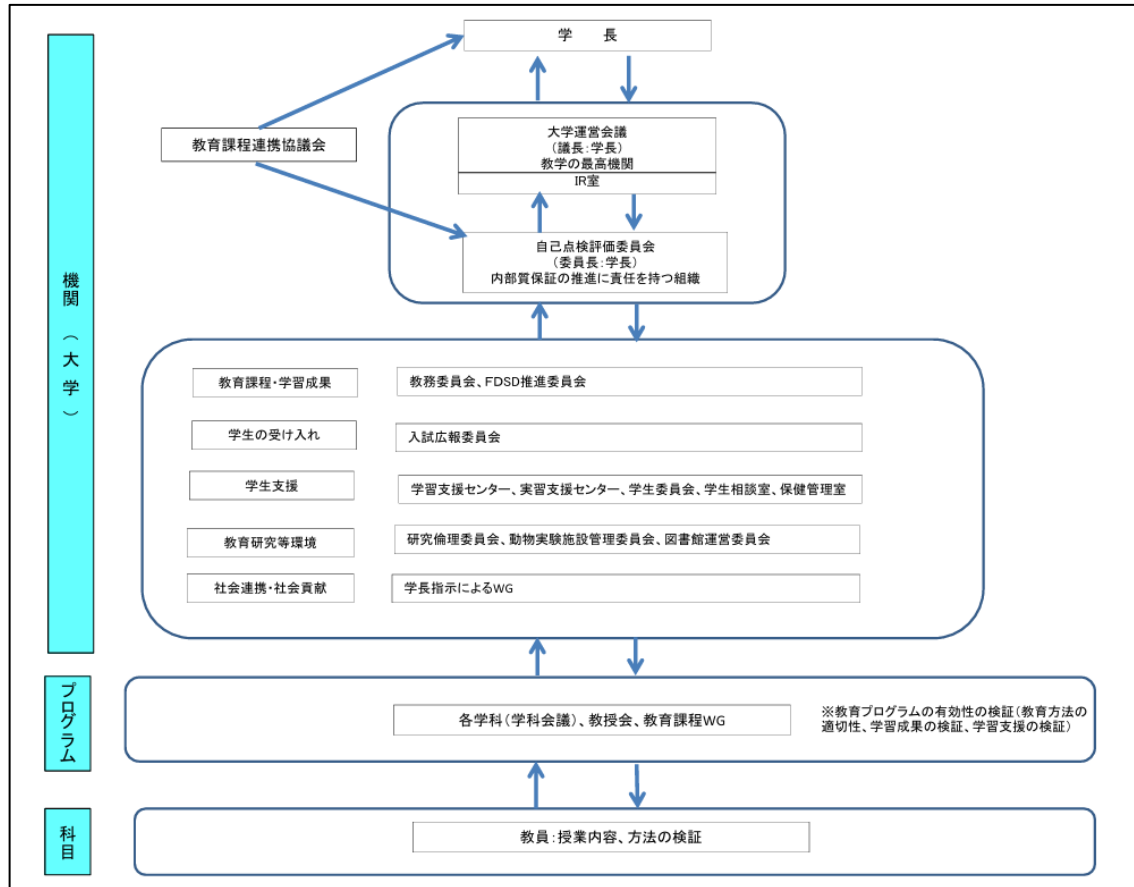 学　長
教育課程連携協議会
大学運営会議
(議長:学長)
教学の最高機関
IR室
自己点検評価委員会
(委員長:学長)
内部質保証の推進に責任を持つ組織
機関(大学)
教育課程・学習成果
教務委員会、FDSD推進委員会
学生の受け入れ
入試広報委員会
学生支援
学習支援センター、実習支援センター、学生委員会、学生相談室、保健管理室
教育研究等環境
研究倫理委員会、動物実験施設管理委員会、図書館運営委員会
社会連携・社会貢献
学長指示によるWG
プログラム
各学科(学科会議)、教授会、教育課程WG
※教育プログラムの有効性の検証(教育方法の
適切性、学習成果の検証、学習支援の検証)
科目
教員:授業内容、方法の検証